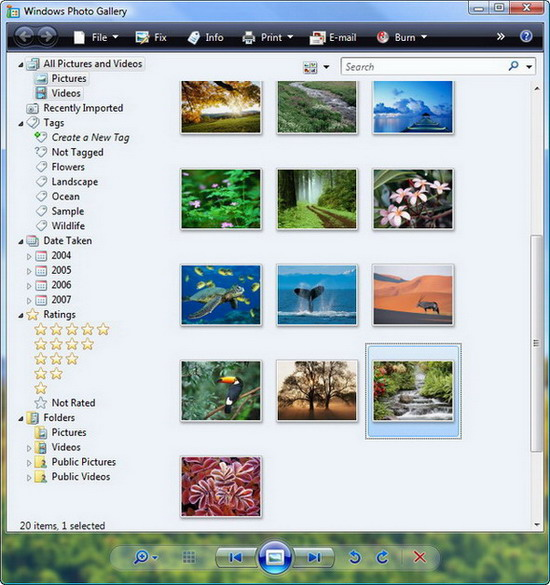 Windows Photo Gallery
File Fix Info Print E-mail Burn »
All Pictures and Videos
Search
Pictures
Videos
Recently Imported
Tags
Create a New Tag
Not Tagged
Flowers
Landscape
Ocean
Sample
Wildlife
Date Taken
2004
2005
2006
2007
Ratings
Not Rated
Folders
Pictures
Videos
Public Pictures
Public Videos
20 items, 1 selected